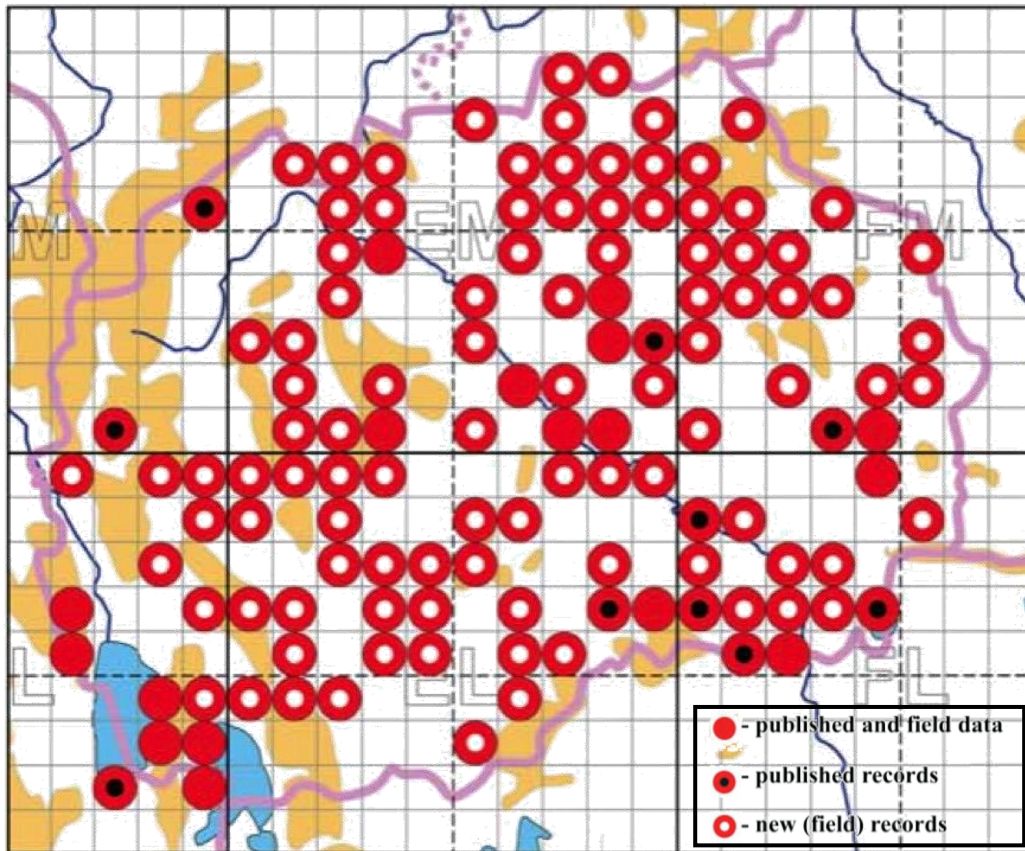 M
EM
FM
L
EL
FL
- published and field data
- published records
- new (field) records